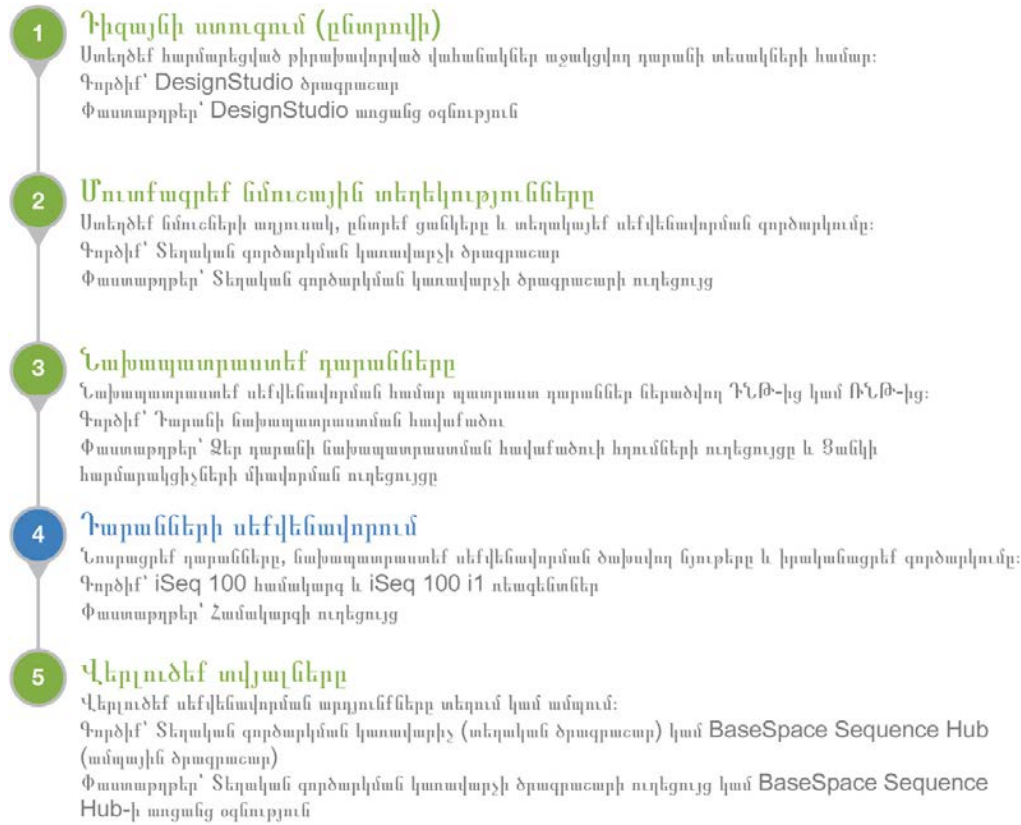 1
Դիզայնի ստուգում (ընտրովի)
Ստեղծեք հարմարեցված թիրախավորված վահանակներ աջակցվող դարանի տեսակների համար:
Գործիք՝ DesignStudio ծրագրաշար
Փաստաթղթեր՝ DesignStudio առցանց օգնություն
2
Մուտքագրեք նմուշային տեղեկությունները
Ստեղծեք նմուշների աղյուսակ, ընտրեք ցանկերը և տեղակայեք սեքվենավորման գործարկումը:
Գործիք՝ Տեղական գործարկման կառավարչի ծրագրաշար
Փաստաթղթեր՝ Տեղական գործարկման կառավարչի ծրագրաշարի ուղեցույց
3
Նախապատրաստեք դարանները
Նախապատրաստեք սեքվենավորման համար պատրաստ դարաններ ներածվող ԴՆԹ-ից կամ ՌՆԹ-ից:
Գործիք՝ Դարանի նախապատրաստման հավաքածու
Փաստաթղթեր՝ Ձեր դարանի նախապատրաստման հավաքածուի հղումների ուղեցույցը և Ցանկի
հարմարակցիչների միավորման ուղեցույցը
4
Դարանների սեքվենավորում
Նոսրացրեք դարանները, նախապատրաստեք սեքվենավորման ծախսվող նյութերը և իրականացրեք գործարկումը:
Գործիք՝ iSeq 100 համակարգ և iSeq 100 i1 ռեագենտներ
Փաստաթղթեր՝ Համակարգի ուղեցույց
5
Վերլուծեք տվյալները
Վերլուծեք սեքվենավորման արդյունքները տեղում կամ ամպում:
Գործիք՝ Տեղական գործարկման կառավարիչ (տեղական ծրագրաշար) կամ BaseSpace Sequence Hub
(ամպային ծրագրաշար)
Փաստաթղթեր՝ Տեղական գործարկման կառավարչի ծրագրաշարի ուղեցույց կամ BaseSpace Sequence
Hub-ի առցանց օգնություն